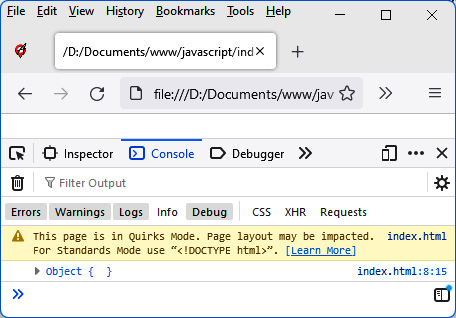 File Edit View History Bookmarks Tools Help
/D:/Documents/www/javascript/ind
file:///D:/Documents/www/jav
Inspector Console Debugger
Filter Output
Errors Warnings Logs Info Debug CSS XHR Requests
This page is in Quirks Mode. Page layout may be impacted. index.html
For Standards Mode use “<!DOCTYPE html>”. [Learn More]
Object { } index.html:8:15